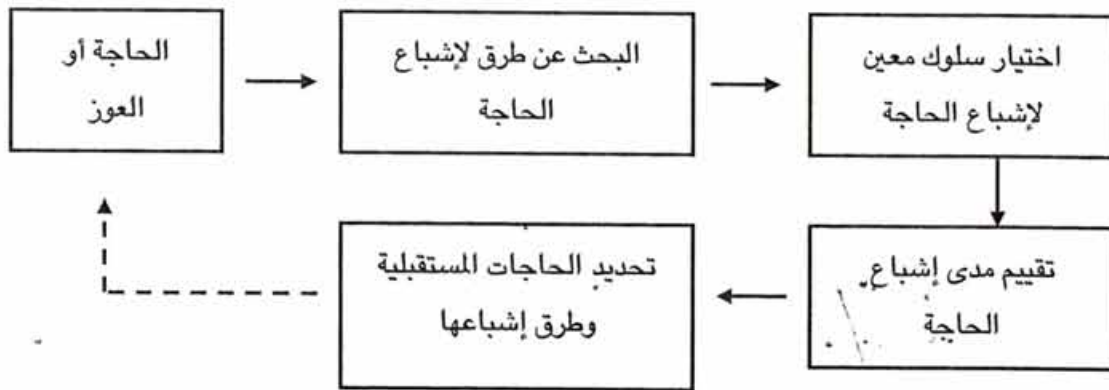 الحاجة أو
العوز
البحث عن طرق لإشباع
الحاجة
اختيار سلوك معين
لإشباع الحاجة
تقييم مدى إشباع
الحاجة
تحديد الحاجات المستقبلية
وطرق إشباعها